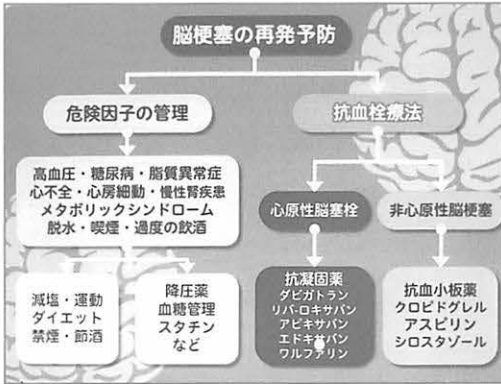 脳梗塞の再発予防
危険因子の管理
抗血栓療法
高血圧・糖尿病・脂質異常症
心不全・心房細動・慢性腎疾患
メタボリックシンドローム
脱水・喫煙・過度の飲酒
心原性脳塞栓
非心原性脳梗塞
減塩・運動
ダイエット
禁煙・節酒
降圧薬
血糖管理
スタチン
など
抗凝固薬
ダビガトラン
リバーロキサバン
アピキサバン
エドキサバン
ワルファリン
抗血小板薬
クロピドグレル
アスピリン
シロスタゾール